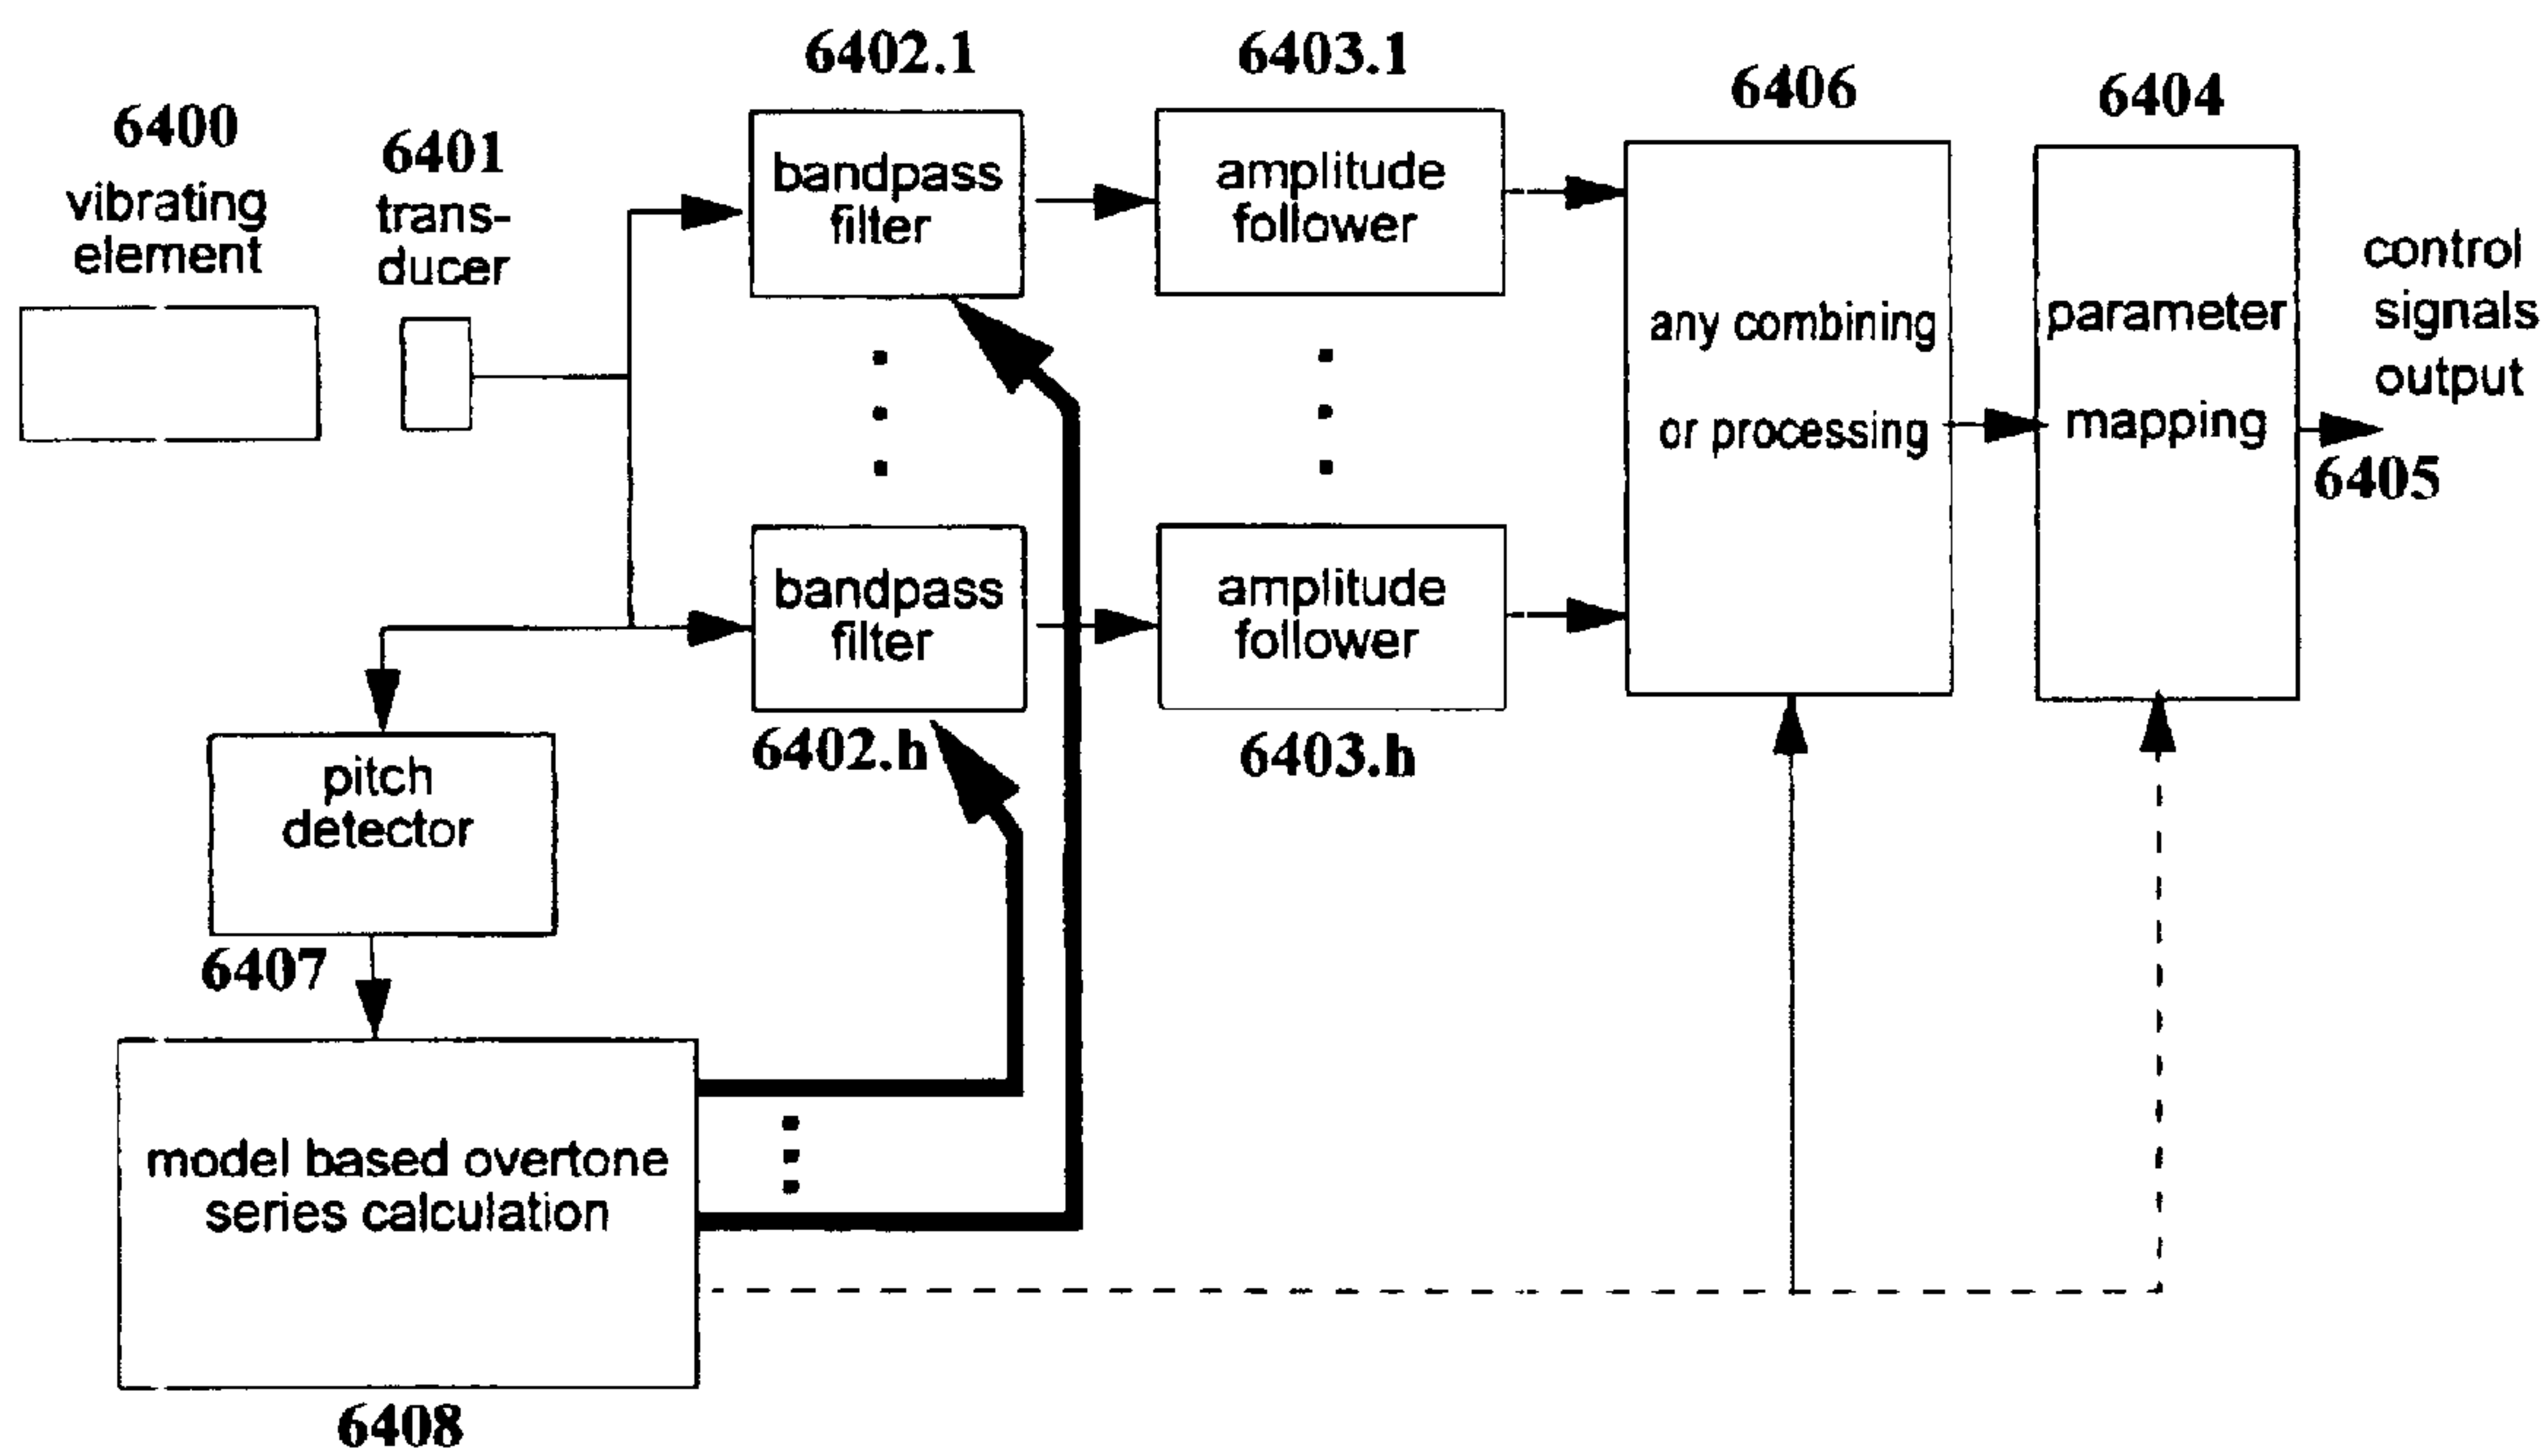 6400
vibrating
element
6401
trans-
ducer
6402.1
bandpass
filter
6403.1
amplitude
follower
6406
any combining
or processing
6404
parameter
mapping
control
signals
output
6405
bandpass
filter
6402.h
amplitude
follower
6403.h
pitch
detector
6407
model based overtone
series calculation
6408